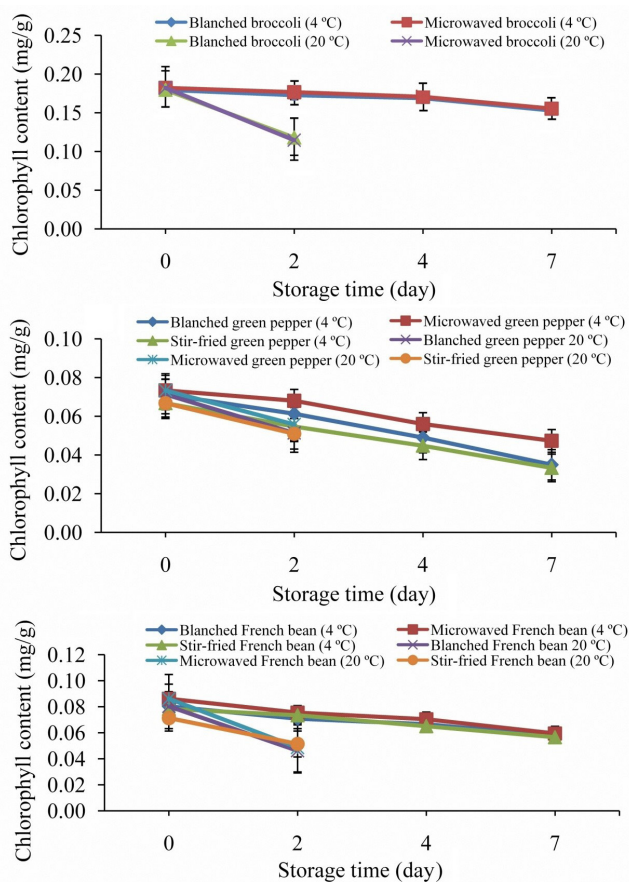 Blanched broccoli (4 ºC) Microwaved broccoli (4 ºC)
Blanched broccoli (20 ºC) Microwaved broccoli (20 ºC)
Chlorophyll content (mg/g)
0.25
0.20
0.15
0.10
0.05
0.00
0 2 4 7
Storage time (day)
Blanched green pepper (4 ºC) Microwaved green pepper (4 ºC)
Stir-fried green pepper (4 ºC) Blanched green pepper 20 ºC)
Microwaved green pepper (20 ºC) Stir-fried green pepper (20 ºC)
Chlorophyll content (mg/g)
0.10
0.08
0.06
0.04
0.02
0.00
0 2 4 7
Storage time (day)
Blanched French bean (4 ºC) Microwaved French bean (4 ºC)
Stir-fried French bean (4 ºC) Blanched French bean 20 ºC)
Microwaved French bean (20 ºC) Stir-fried French bean (20 ºC)
Chlorophyll content (mg/g)
0.12
0.10
0.08
0.06
0.04
0.02
0.00
0 2 4 7
Storage time (day)